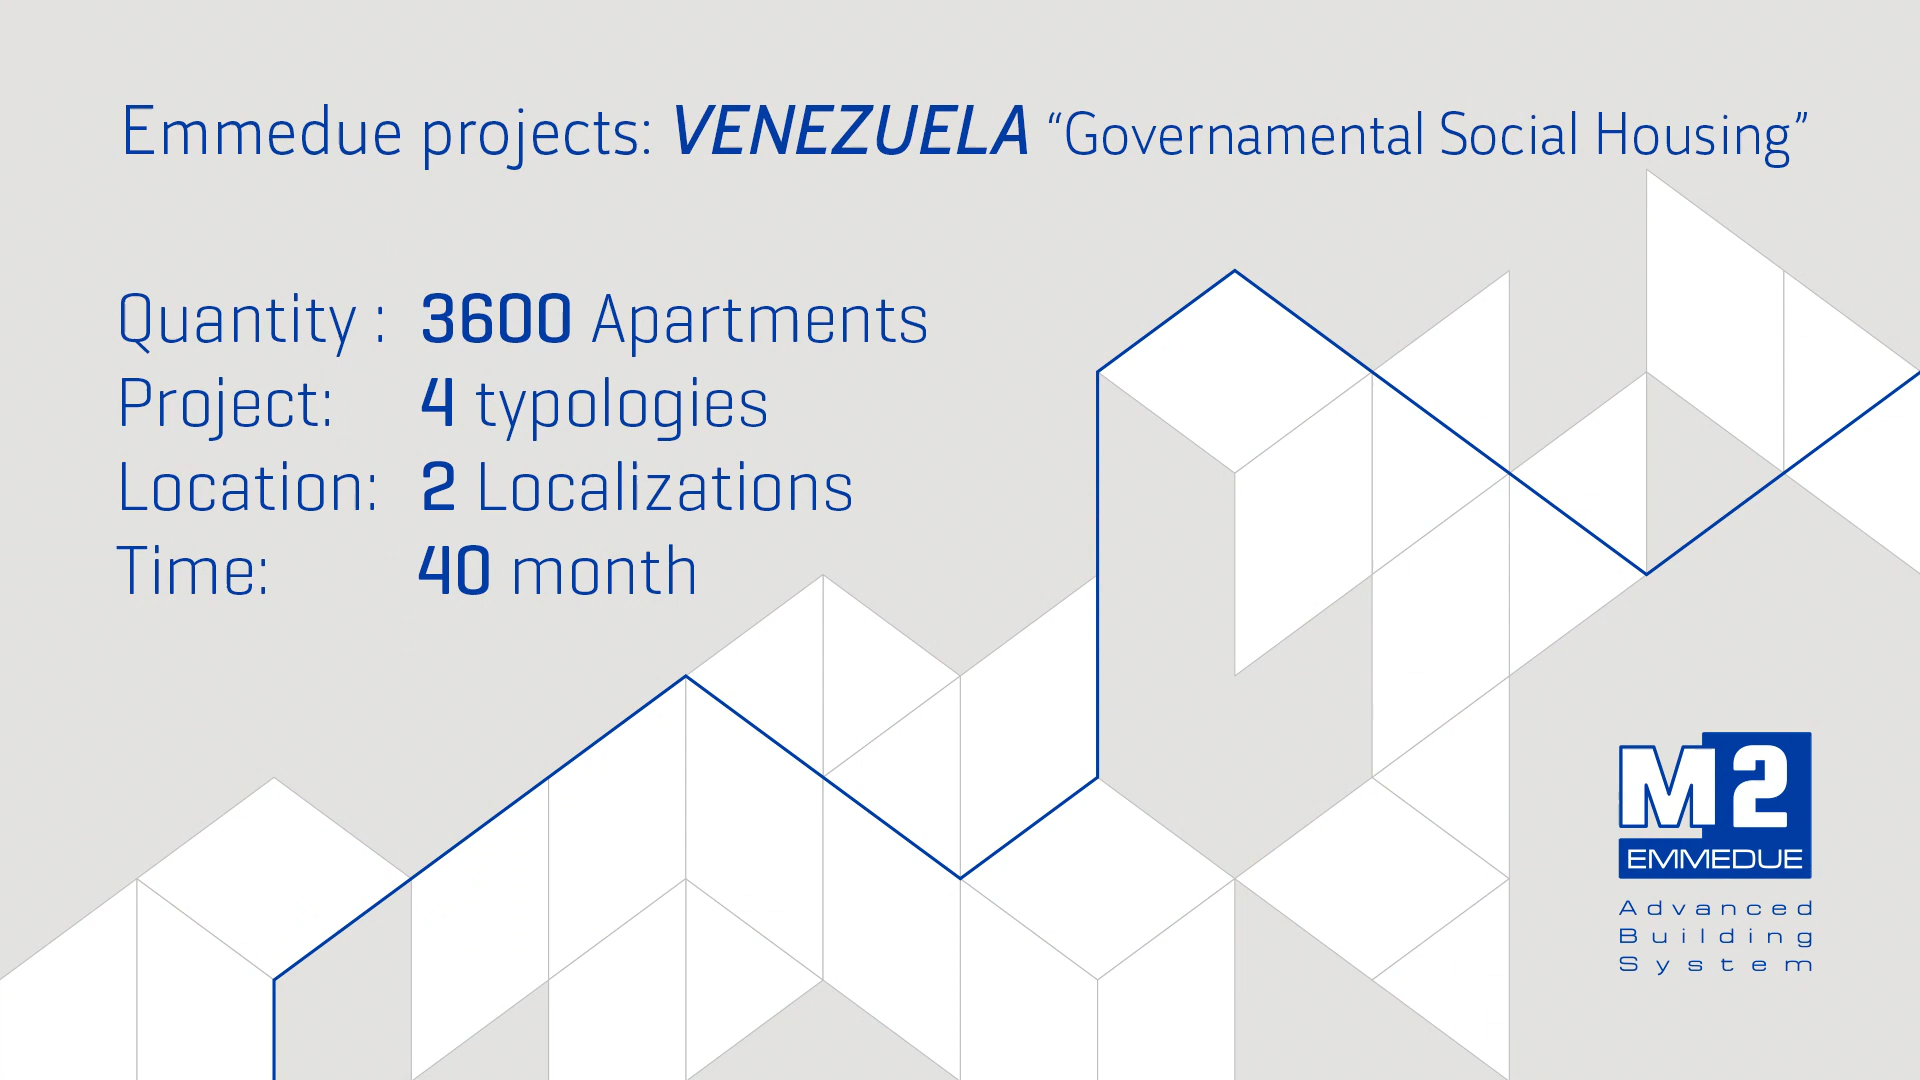 Emmedue projects: VENEZUELA “Governamental Social Housing”
Quantity : 3600 Apartments
Project: 4 typologies
Location: 2 Localizations
Time: 40 month
M2
EMMEDUE
Advanced
Building
System